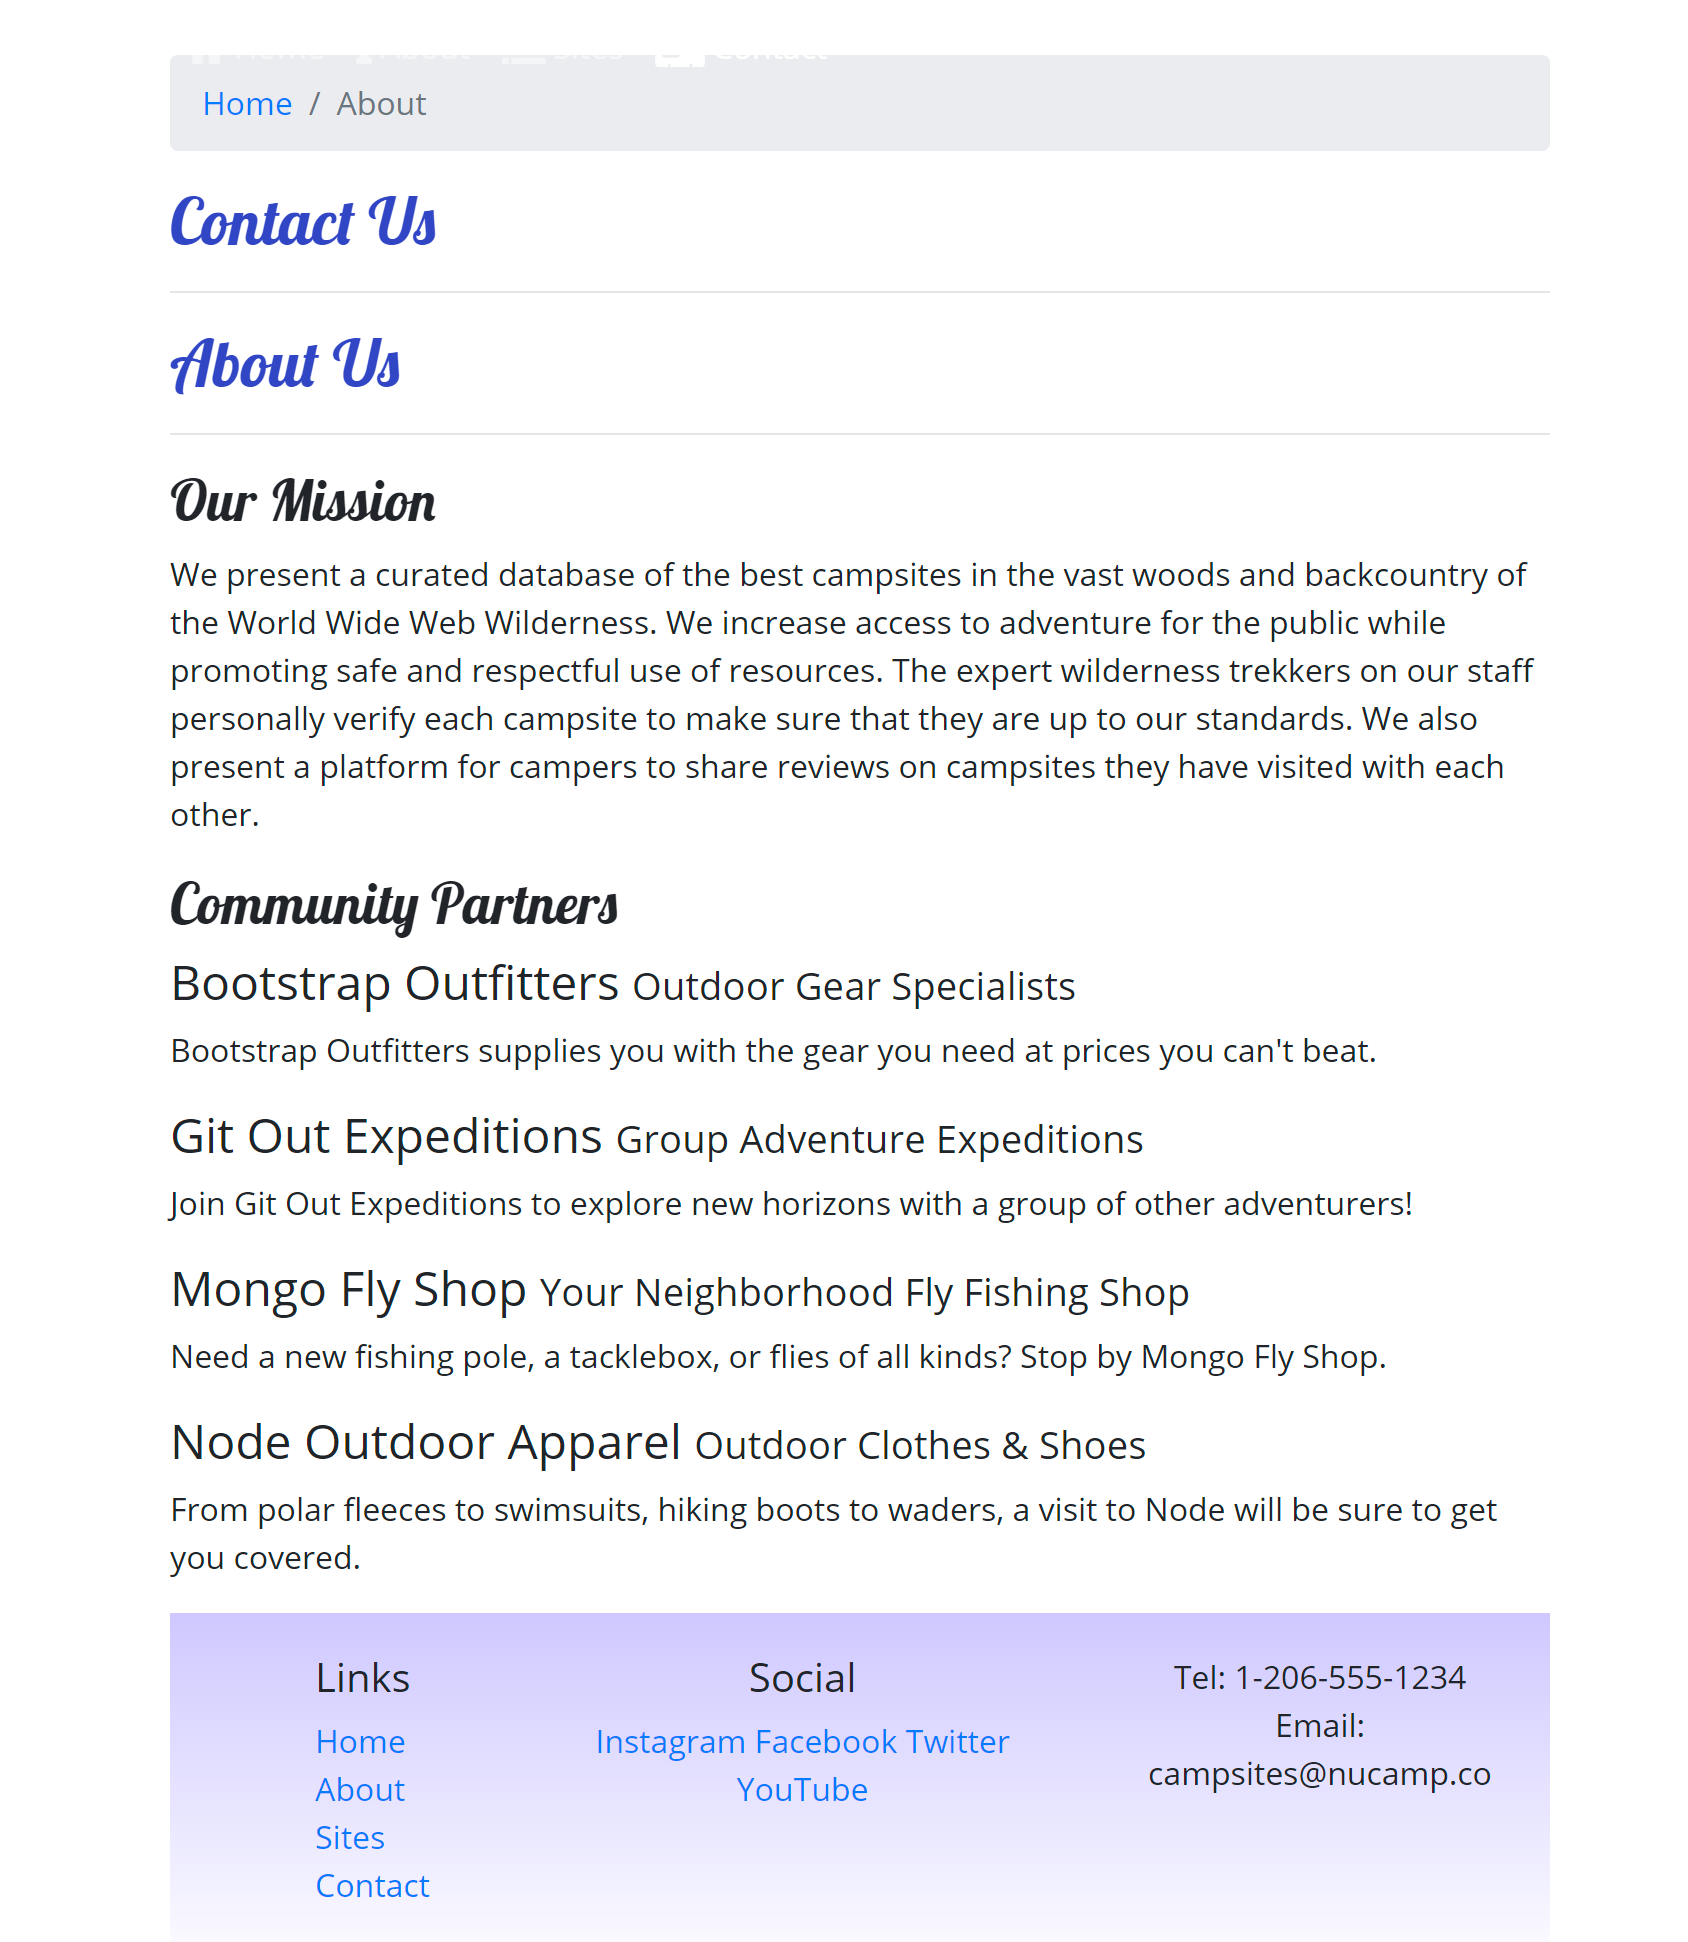 Home About Sites Contact
Home / About
Contact Us
About Us
Our Mission
We present a curated database of the best campsites in the vast woods and backcountry of
the World Wide Web Wilderness. We increase access to adventure for the public while
promoting safe and respectful use of resources. The expert wilderness trekkers on our staff
personally verify each campsite to make sure that they are up to our standards. We also
present a platform for campers to share reviews on campsites they have visited with each
other.
Community Partners
Bootstrap Outfitters Outdoor Gear Specialists
Bootstrap Outfitters supplies you with the gear you need at prices you can't beat.
Git Out Expeditions Group Adventure Expeditions
Join Git Out Expeditions to explore new horizons with a group of other adventurers!
Mongo Fly Shop Your Neighborhood Fly Fishing Shop
Need a new fishing pole, a tacklebox, or flies of all kinds? Stop by Mongo Fly Shop.
Node Outdoor Apparel Outdoor Clothes & Shoes
From polar fleeces to swimsuits, hiking boots to waders, a visit to Node will be sure to get
you covered.
Links
Home
About
Sites
Contact
Social
Instagram Facebook Twitter
YouTube
Tel: 1-206-555-1234
Email:
campsites@nucamp.co